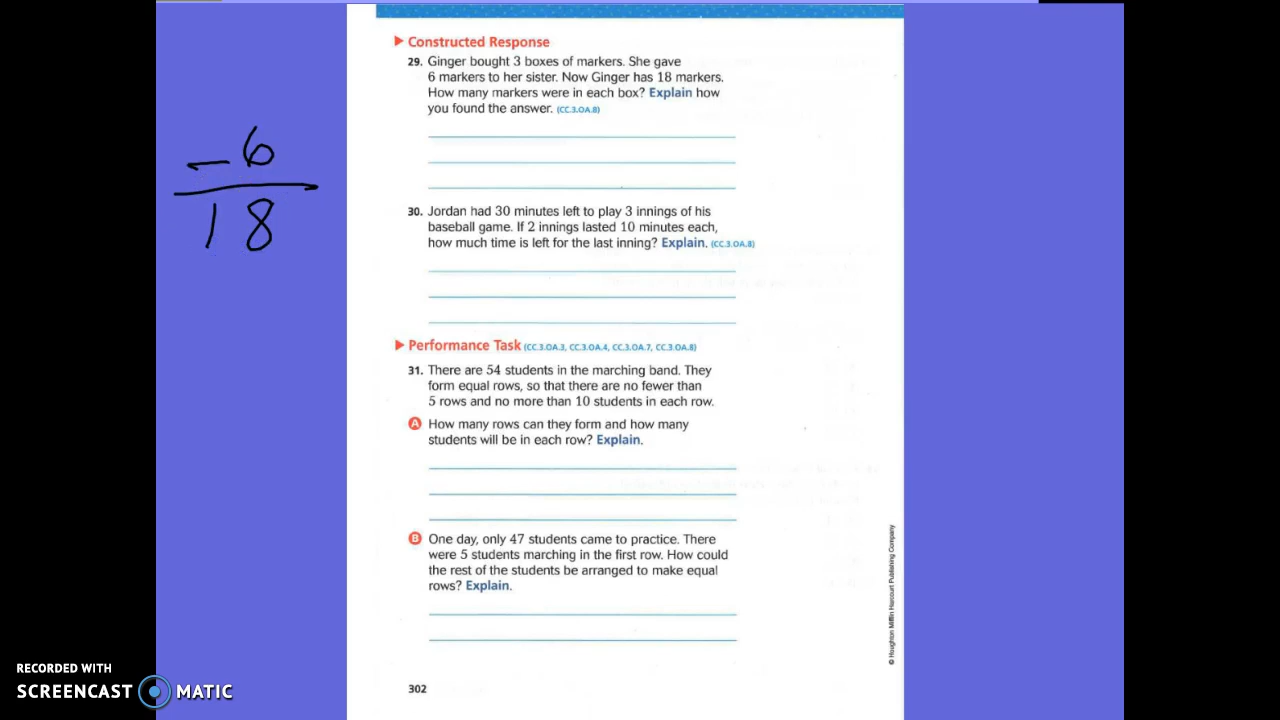 − 6
18
Constructed Response
29. Ginger bought 3 boxes of markers. She gave
6 markers to her sister. Now Ginger has 18 markers.
How many markers were in each box? Explain how
you found the answer. (CC.3.OA.8)
30. Jordan had 30 minutes left to play 3 innings of his
baseball game. If 2 innings lasted 10 minutes each,
how much time is left for the last inning? Explain. (CC.3.OA.8)
Performance Task (CC.3.OA.3, CC.3.OA.4, CC.3.OA.7, CC.3.OA.8)
31. There are 54 students in the marching band. They
form equal rows, so that there are no fewer than
5 rows and no more than 10 students in each row.
A How many rows can they form and how many
students will be in each row? Explain.
B One day, only 47 students came to practice. There
were 5 students marching in the first row. How could
the rest of the students be arranged to make equal
rows? Explain.
© Houghton Mifflin Harcourt Publishing Company
302
RECORDED WITH
SCREENCAST MATIC